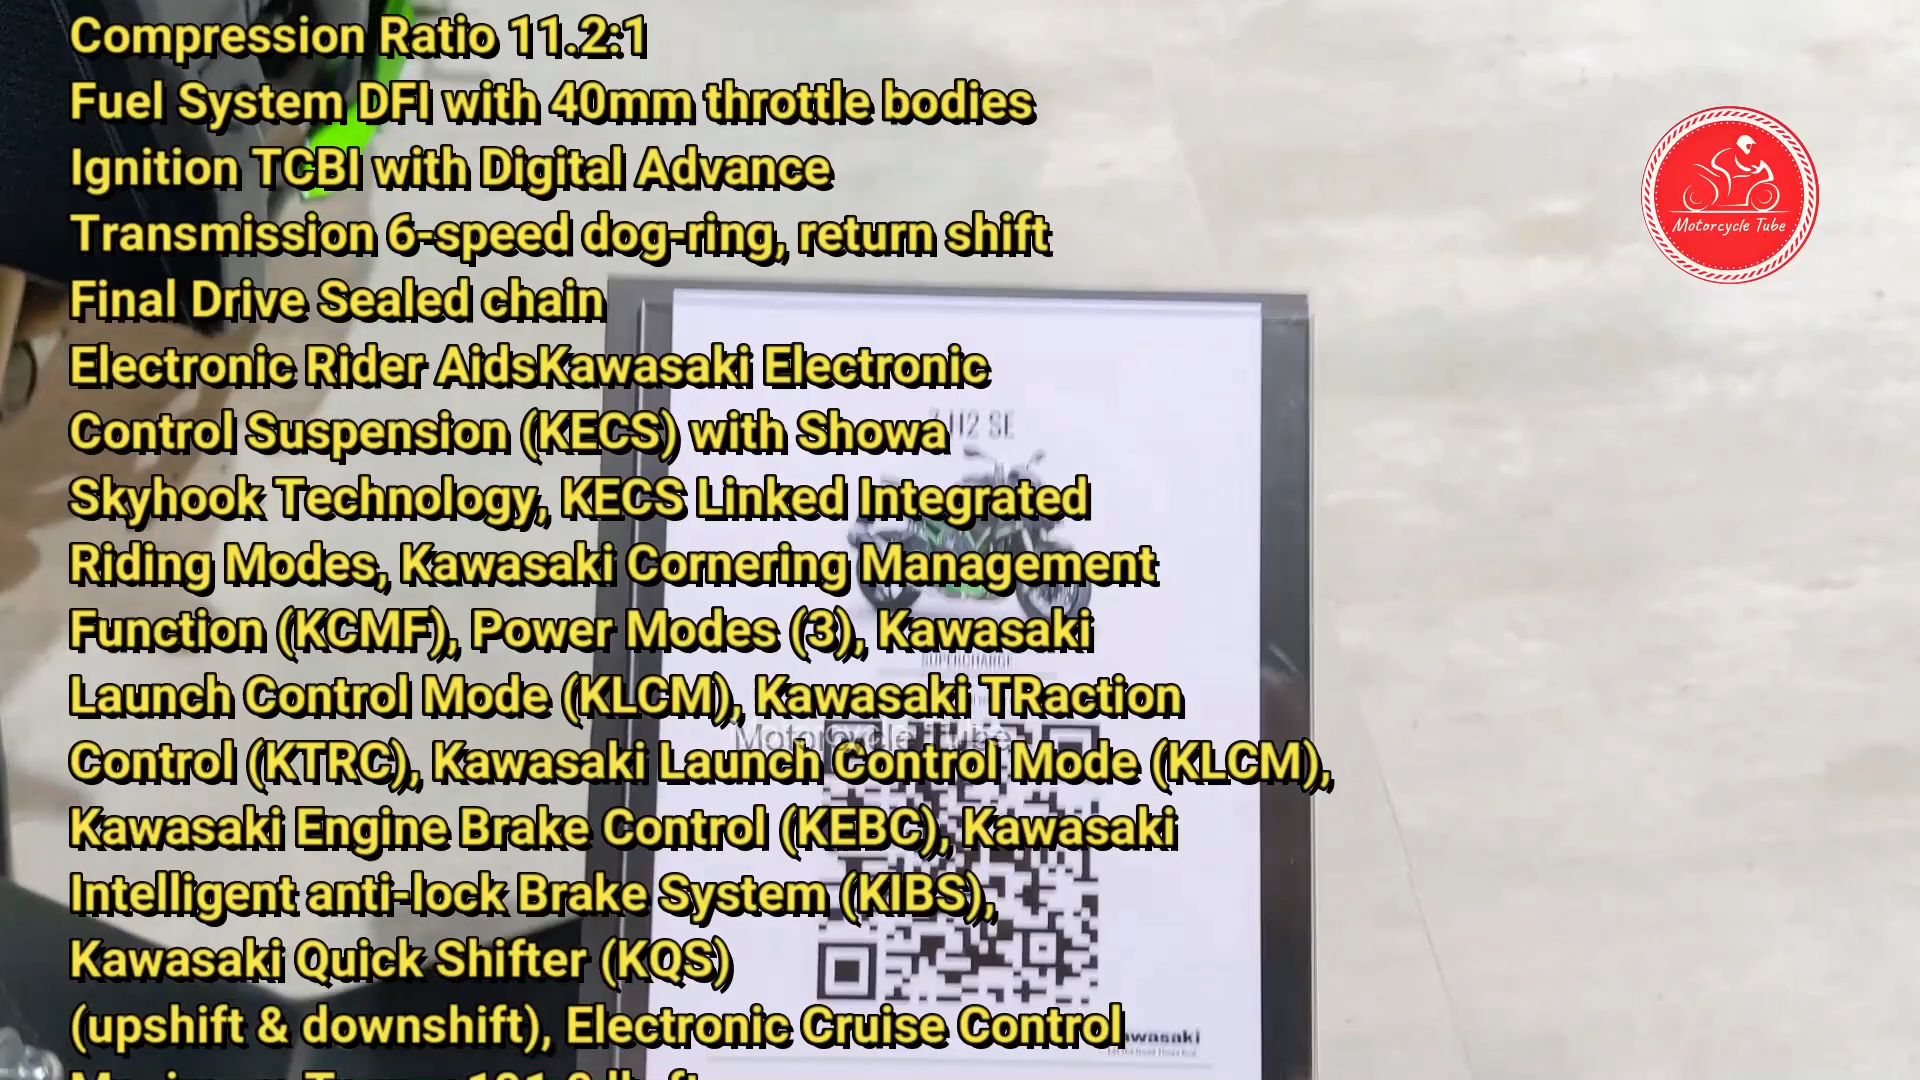 Compression Ratio 11.2:1
Fuel System DFI with 40mm throttle bodies
Ignition TCBI with Digital Advance
Transmission 6-speed dog-ring, return shift
Final Drive Sealed chain
Electronic Rider AidsKawasaki Electronic
Control Suspension (KECS) with Showa
Skyhook Technology, KECS Linked Integrated
Riding Modes, Kawasaki Cornering Management
Function (KCMF), Power Modes (3), Kawasaki
Launch Control Mode (KLCM), Kawasaki TRaction
Control (KTRC), Kawasaki Launch Control Mode (KLCM),
Kawasaki Engine Brake Control (KEBC), Kawasaki
Intelligent anti-lock Brake System (KIBS),
Kawasaki Quick Shifter (KQS)
(upshift & downshift), Electronic Cruise Control
Motorcycle Tube
H2 SE
SUPERCHARGE
Motorcycle Tube